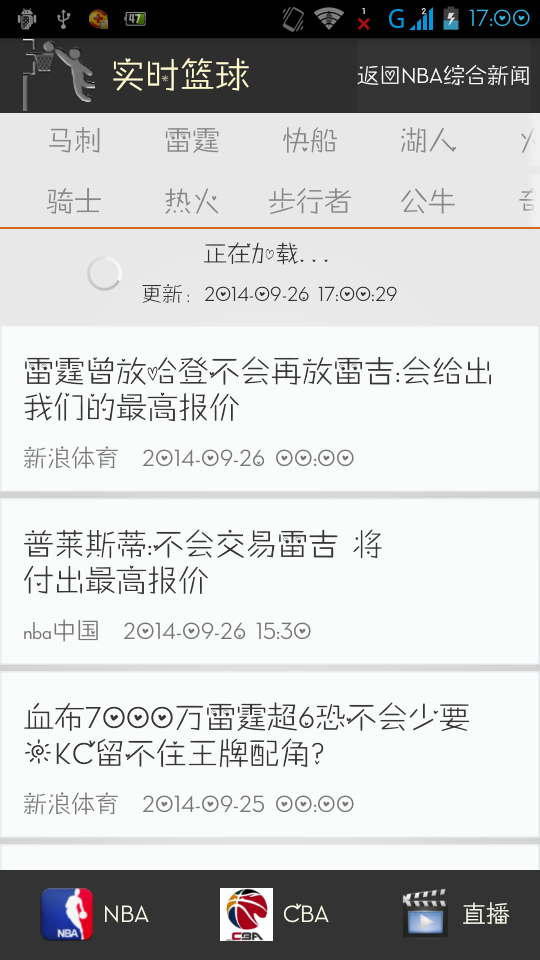 47
1
G 2 17:00
实时篮球
返回NBA综合新闻
马刺 雷霆 快船 湖人
骑士 热火 步行者 公牛
正在加载...
更新：2014-09-26 17:00:29
雷霆曾放哈登不会再放雷吉:会给出
我们的最高报价
新浪体育 2014-09-26 00:00
普莱斯蒂:不会交易雷吉 将
付出最高报价
nba中国 2014-09-26 15:30
血布7000万雷霆超6恐不会少要
OKC留不住王牌配角?
新浪体育 2014-09-25 00:00
NBA NBA CBA CBA 直播